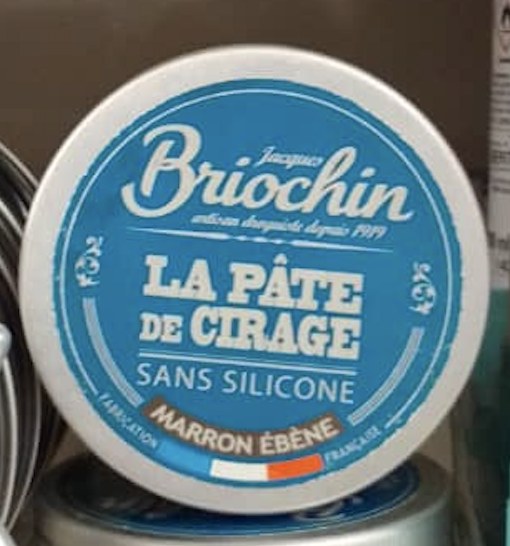 Jacques
Briochin
artisan droguiste depuis 1919
LA PÂTE
DE CIRAGE
SANS SILICONE
MARRON ÉBÈNE
FABRICATION
FRANÇAISE